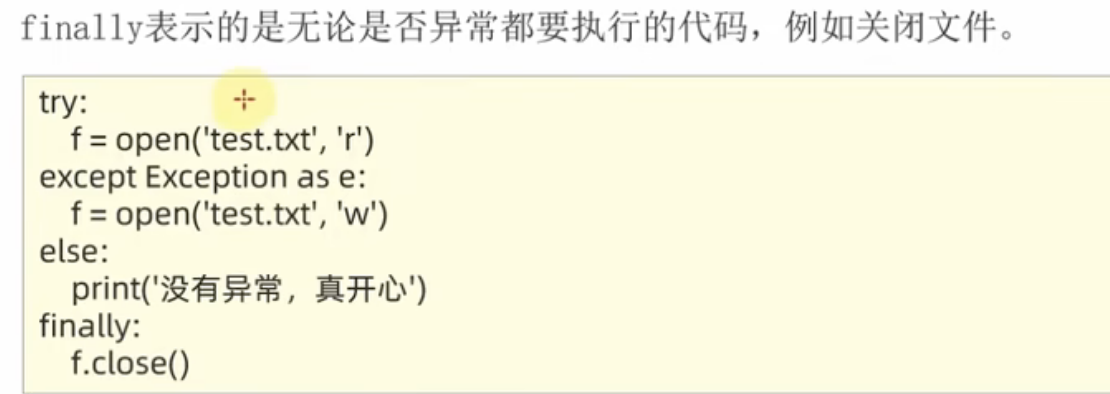 finally表示的是无论是否异常都要执行的代码，例如关闭文件。
try:
    f = open('test.txt', 'r')
except Exception as e:
    f = open('test.txt', 'w')
else:
    print('没有异常，真开心')
finally:
    f.close()